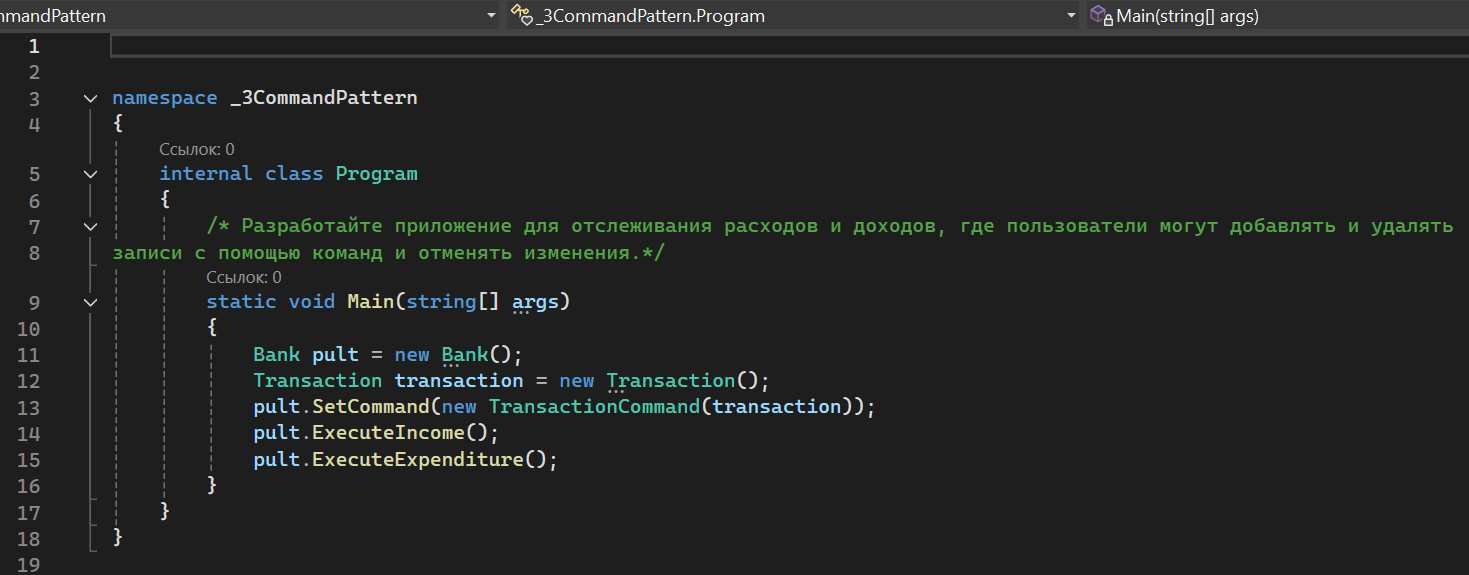 mmandPattern
_3CommandPattern.Program
Main(string[] args)
1
2
3 namespace _3CommandPattern
4 {
Ссылок: 0
5 internal class Program
6 {
7 /* Разработайте приложение для отслеживания расходов и доходов, где пользователи могут добавлять и удалять
8 записи с помощью команд и отменять изменения.*/
Ссылок: 0
9 static void Main(string[] args)
10 {
11 Bank pult = new Bank();
12 Transaction transaction = new Transaction();
13 pult.SetCommand(new TransactionCommand(transaction));
14 pult.ExecuteIncome();
15 pult.ExecuteExpenditure();
16 }
17 }
18 }
19